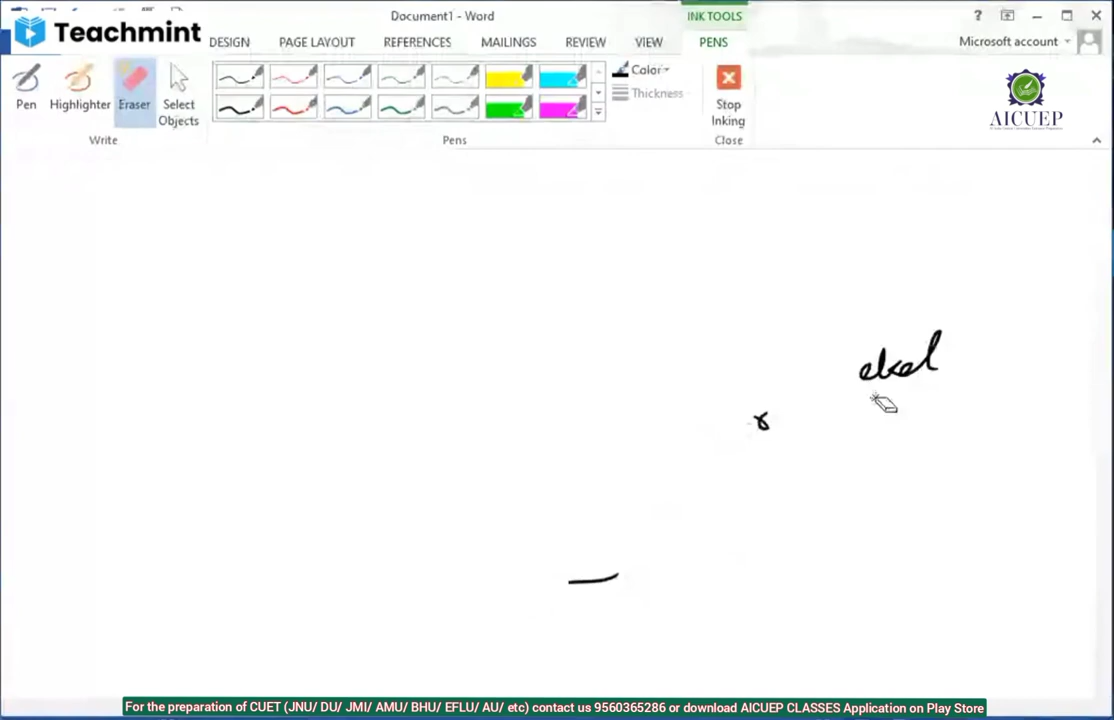 Document1 - Word
INK TOOLS
Teachmint
DESIGN PAGE LAYOUT REFERENCES MAILINGS REVIEW VIEW PENS
Microsoft account
Pen Highlighter Eraser Select Objects
Color
Thickness
Stop Inking
Write Pens Close
AICUEP
For the preparation of CUET (JNU/ DU/ JMI/ AMU/ BHU/ EFLU/ AU/ etc) contact us 9560365286 or download AICUEP CLASSES Application on Play Store